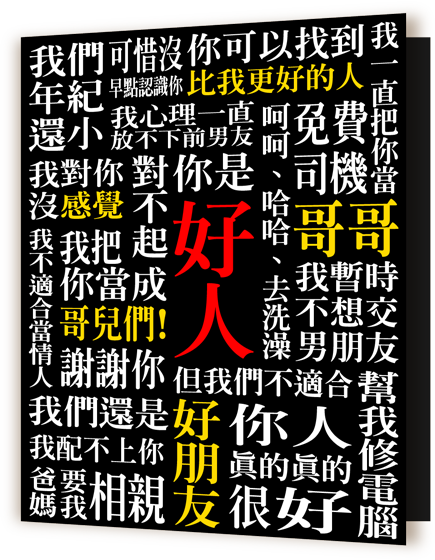 我們年紀還小
可惜沒早點認識你
你可以找到比我更好的人
我一直把你當哥哥
我心理一直放不下前男友
呵呵、哈哈、去洗澡
免費司機
我對你沒感覺
對不起
你是好人
但我們不適合
我不適合當情人
我把你當成哥兒們!
謝謝你
我暫時不想交男朋友
幫我修電腦
我們還是好朋友
我配不上你
你人真的真的很好
爸媽要我相親